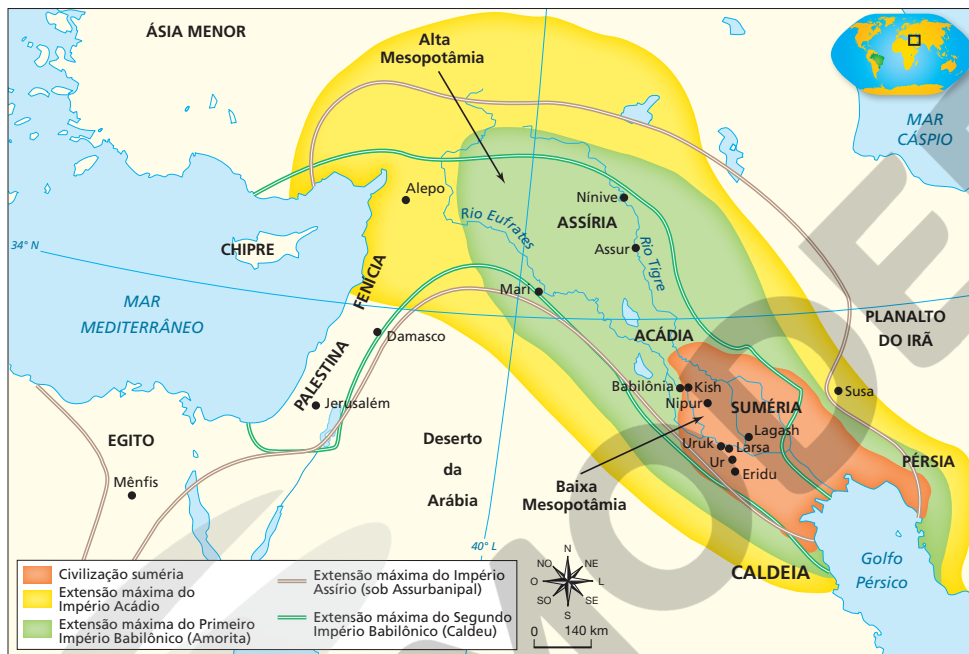 ÁSIA MENOR
Alta
Mesopotâmia
MAR
CÁSPIO
Alepo
Nínive
Rio Eufrates
ASSÍRIA
34° N
CHIPRE
Assur
Rio Tigre
FENÍCIA
Mari
MAR
MEDITERRÂNEO
PLANALTO
DO IRÃ
Damasco
ACÁDIA
PALESTINA
Babilônia
Kish
Susa
Nipur
SUMÉRIA
Jerusalém
Lagash
EGITO
Deserto
da
Arábia
Uruk
Larsa
Ur
PÉRSIA
Eridu
Mênfis
Baixa
Mesopotâmia
40° L
Golfo
Pérsico
CALDEIA
Civilização suméria
Extensão máxima do
Império Acádio
Extensão máxima do Primeiro
Império Babilônico (Amorita)
Extensão máxima do Império
Assírio (sob Assurbanipal)
Extensão máxima do Segundo
Império Babilônico (Caldeu)
N
NO
NE
O
L
SO
SE
S
0 140 km
MODE